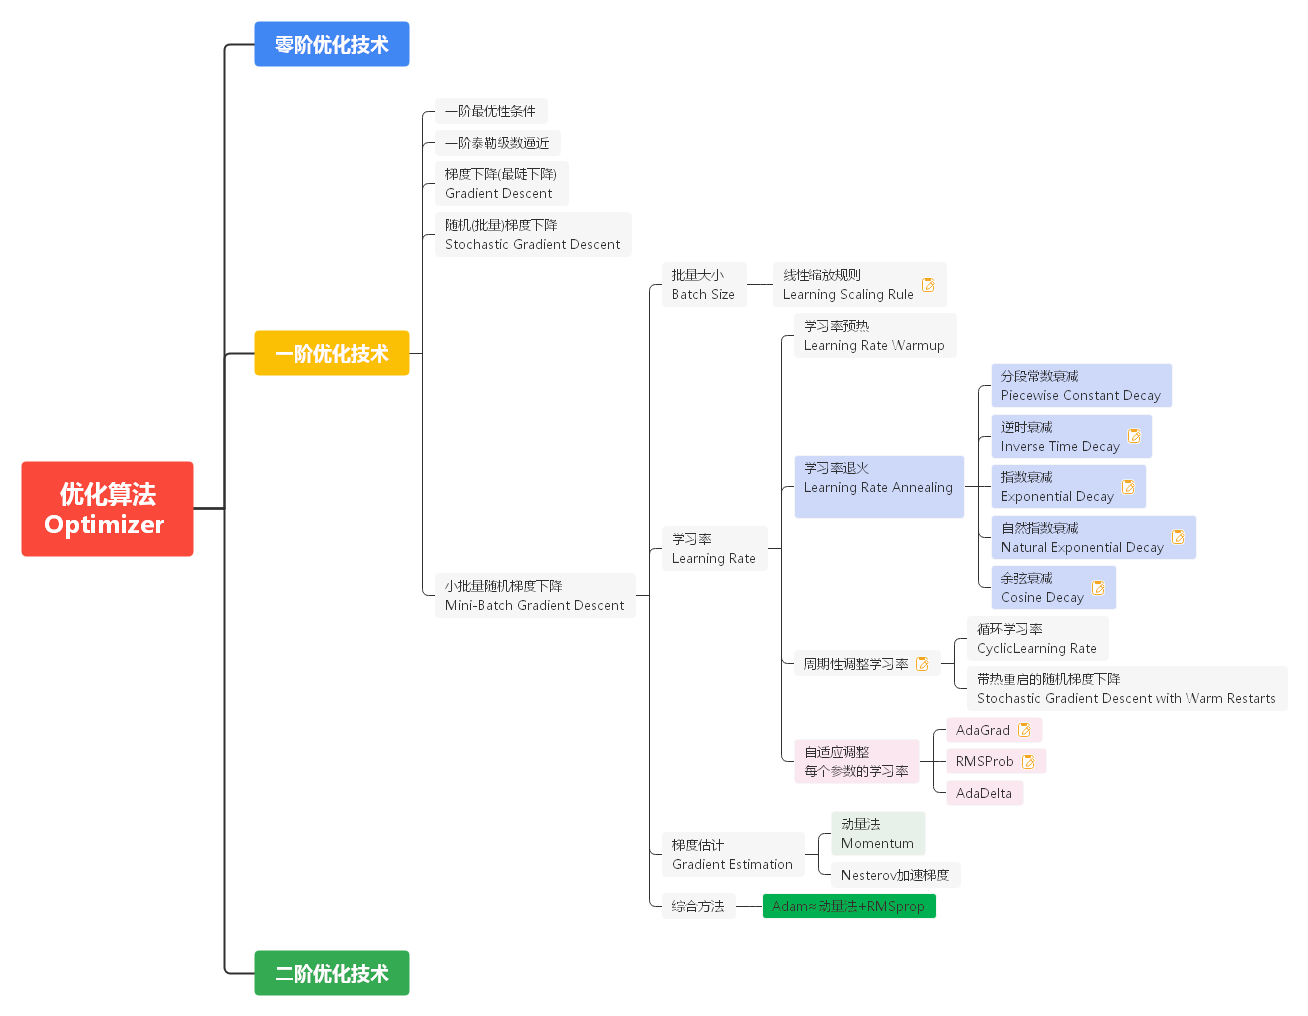 零阶优化技术
一阶最优性条件
一阶泰勒级数逼近
梯度下降(最陡下降)
Gradient Descent
随机(批量)梯度下降
Stochastic Gradient Descent
批量大小
Batch Size
线性缩放规则
Learning Scaling Rule
学习率预热
Learning Rate Warmup
一阶优化技术
分段常数衰减
Piecewise Constant Decay
逆时衰减
Inverse Time Decay
学习率退火
Learning Rate Annealing
指数衰减
Exponential Decay
自然指数衰减
Natural Exponential Decay
余弦衰减
Cosine Decay
优化算法
Optimizer
学习率
Learning Rate
小批量随机梯度下降
Mini-Batch Gradient Descent
周期性调整学习率
循环学习率
CyclicLearning Rate
带热重启的随机梯度下降
Stochastic Gradient Descent with Warm Restarts
自适应调整
每个参数的学习率
AdaGrad
RMSProb
AdaDelta
梯度估计
Gradient Estimation
动量法
Momentum
Nesterov加速梯度
综合方法
Adam≈动量法+RMSprop
二阶优化技术